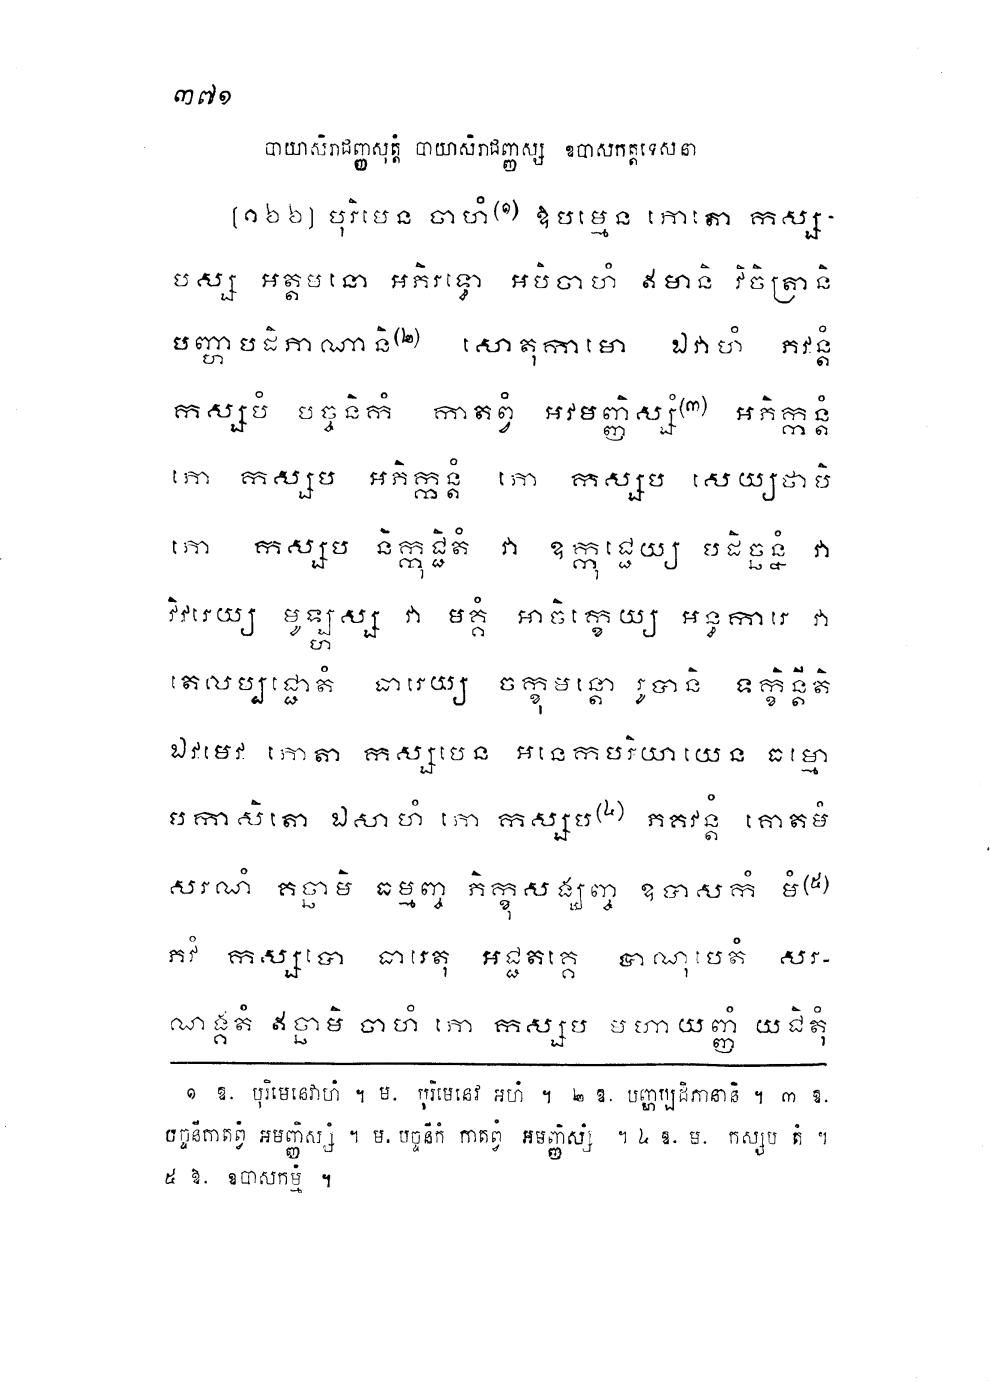 ៣៧១
បាយាសិរាជញ្ញសុត្តំ បាយាសិរាជញ្ញស្ស ឧបាសកត្តទេសនា
[១៦៦] បុរិមេន ចាហំ(១) ឱបម្មេន ភោតោ កស្ស-
បស្ស អត្តមនោ អភិរទ្ធោ អបិចាហំ ឥមានិ វិចិត្រានិ
បញ្ហាបដិភាណានិ(២) សោតុកាមោ ឯវាហំ ភវន្តំ
កស្សបំ បច្ចនិកំ កាតព្វំ អវមញ្ញិស្សំ(៣) អភិក្កន្តំ
ភោ កស្សប អភិក្កន្តំ ភោ កស្សប សេយ្យថាបិ
ភោ កស្សប និក្កុជ្ជិតំ វា ឧក្កុជ្ជេយ្យ បដិច្ឆន្នំ វា
វិវរេយ្យ មូឡ្ហស្ស វា មគ្គំ អាចិក្ខេយ្យ អន្ធការេ វា
តេលប្បជ្ជោតំ ធារេយ្យ ចក្ខុមន្តោ រូបានិ ទក្ខិន្តីតិ
ឯវមេវ ភោតា កស្សបេន អនេកបរិយាយេន ធម្មោ
បកាសិតោ ឯសាហំ ភោ កស្សប(៤) ភគវន្តំ គោតមំ
សរណំ គច្ឆាមិ ធម្មញ្ច ភិក្ខុសង្ឃញ្ច ឧបាសកំ មំ(៥)
ភវំ កស្សបោ ធារេតុ អជ្ជតគ្គេ បាណុបេតំ សរ-
ណង្គតំ ឥច្ឆាមិ ចាហំ ភោ កស្សប មហាយញ្ញំ យជិតុំ
១ ឱ. បុរិមេនេវាហំ ។ ម. បុរិមេនេវ អហំ ។ ២ ឱ. បញ្ហប្បដិភានានិ ។ ៣ ឱ.
បច្ចនីកាតព្វំ អមញ្ញិស្សំ ។ ម. បច្ចនីកំ កាតព្វំ អមញ្ញិស្សំ ។ ៤ ឱ. ម. កស្សប តំ ។
៥ ឱ. ឧបាសកម្មំ ។